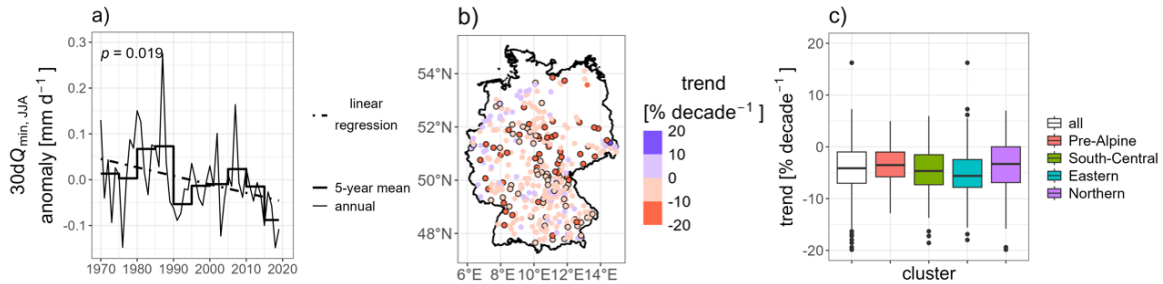 a)
p = 0.019
0.3
0.2
0.1
0.0
-0.1
30dQmin, JJA
anomaly [mm d⁻¹]
1970 1980 1990 2000 2010 2020
linear
regression
5-year mean
annual
b)
54°N
52°N
50°N
48°N
6°E 8°E 10°E 12°E 14°E
trend
[% decade⁻¹]
20
10
0
-10
-20
c)
20
10
0
-10
-20
trend [% decade⁻¹]
cluster
all
Pre-Alpine
South-Central
Eastern
Northern